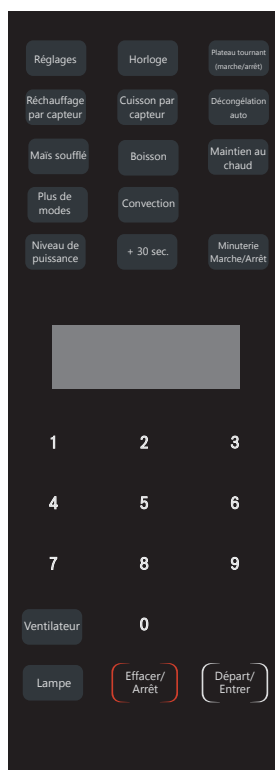 Réglages
Horloge
Plateau tournant
(marche/arrêt)
Réchauffage
par capteur
Cuisson par
capteur
Décongélation
auto
Maïs soufflé
Boisson
Maintien au
chaud
Plus de
modes
Convection
Niveau de
puissance
+ 30 sec.
Minuterie
Marche/Arrêt
1 2 3
4 5 6
7 8 9
Ventilateur
0
Lampe
Effacer/
Arrêt
Départ/
Entrer